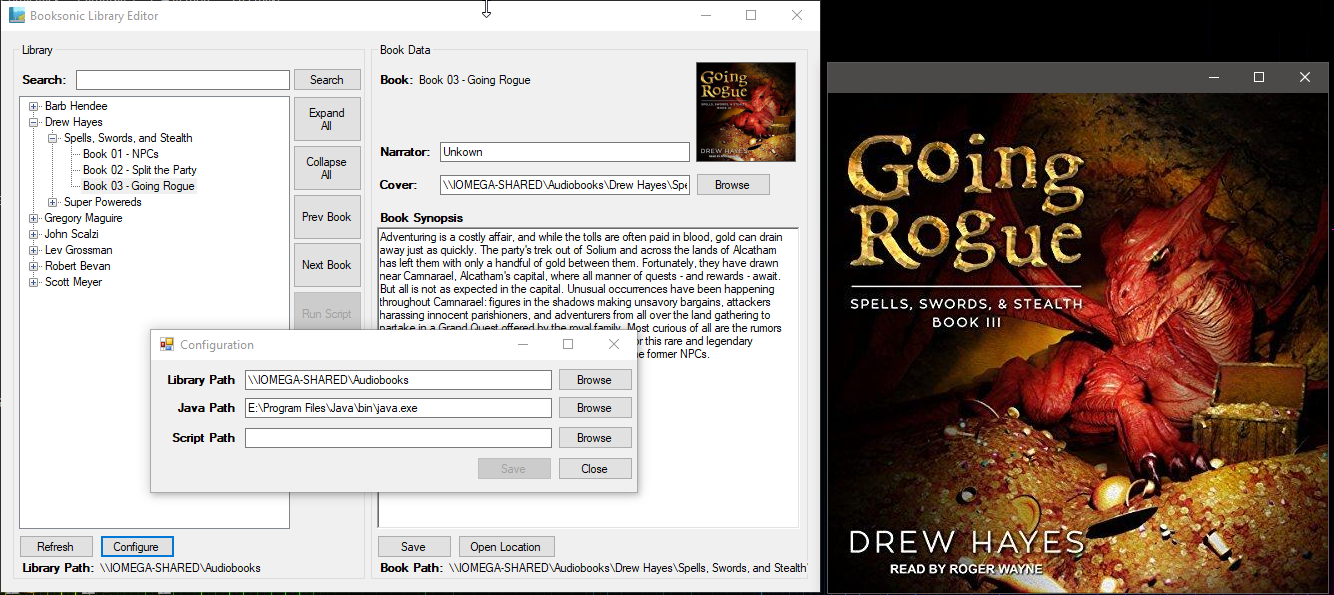 Booksonic Library Editor
Library
Search:
Search
Barb Hendee
Drew Hayes
Spells, Swords, and Stealth
Book 01 - NPCs
Book 02 - Split the Party
Book 03 - Going Rogue
Super Powereds
Gregory Maguire
John Scalzi
Lev Grossman
Robert Bevan
Scott Meyer
Expand
All
Collapse
All
Prev Book
Next Book
Run Script
Refresh
Configure
Library Path: \\IOMEGA-SHARED\Audiobooks
Book Data
Book: Book 03 - Going Rogue
Going
Rogue
SPELLS, SWORDS, & STEALTH
BOOK III
DREW HAYES
Narrator: Unkown
Cover: \\IOMEGA-SHARED\Audiobooks\Drew Hayes\Spe
Browse
Book Synopsis
Adventuring is a costly affair, and while the tolls are often paid in blood, gold can drain
away just as quickly. The party's trek out of Solium and across the lands of Alcatham
has left them with only a handful of gold between them. Fortunately, they have drawn
near Camnarael, Alcatham's capital, where all manner of quests - and rewards - await.
But all is not as expected in the capital. Unusual occurrences have been happening
throughout Camnarael: figures in the shadows making unsavory bargains, attackers
harassing innocent parishioners, and adventurers from all over the land gathering to
partake in a Grand Quest offered by the royal family. Most curious of all are the rumors
or this rare and legendary
e former NPCs.
Save
Open Location
Book Path: \\IOMEGA-SHARED\Audiobooks\Drew Hayes\Spells, Swords, and Stealth'
Configuration
Library Path \\IOMEGA-SHARED\Audiobooks Browse
Java Path E:\Program Files\Java\bin\java.exe Browse
Script Path Browse
Save Close
Going
Rogue
SPELLS, SWORDS, & STEALTH
BOOK III
DREW HAYES
READ BY ROGER WAYNE